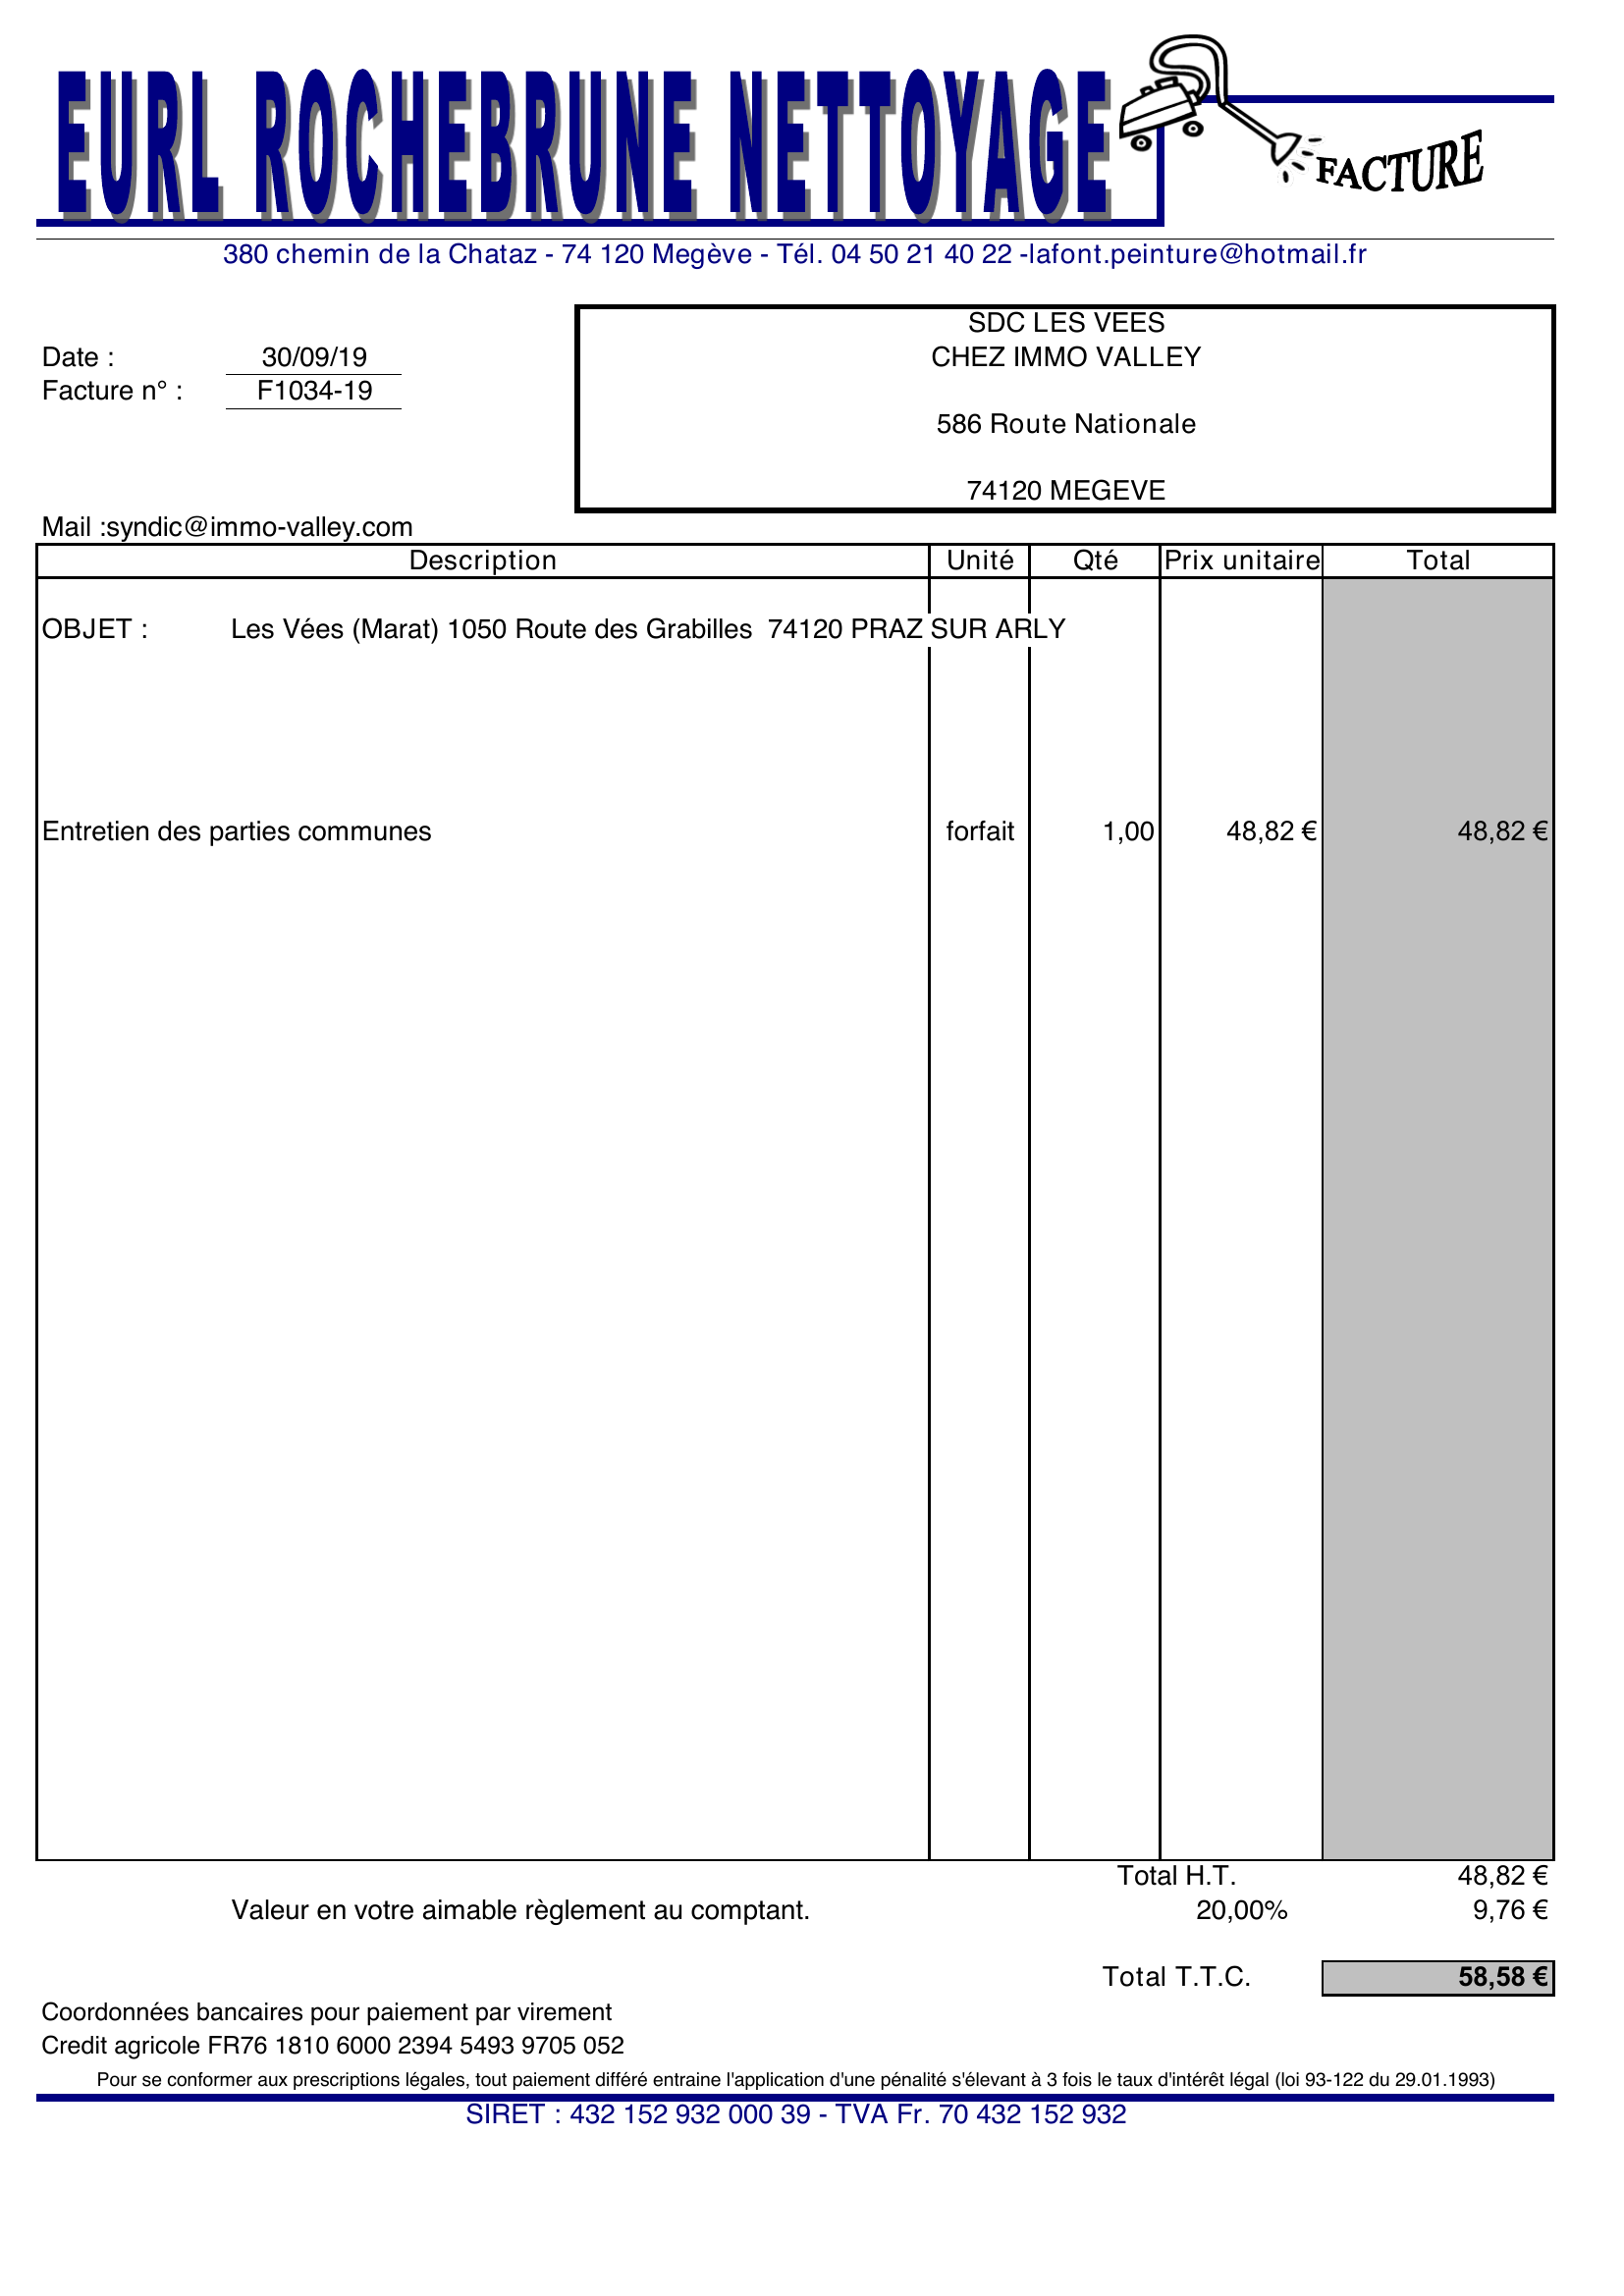 EURL ROCHEBRUNE NETTOYAGE
FACTURE
380 chemin de la Chataz - 74 120 Megève - Tél. 04 50 21 40 22 -lafont.peinture@hotmail.fr
SDC LES VEES
Date : 30/09/19 CHEZ IMMO VALLEY
Facture n° : F1034-19
586 Route Nationale
74120 MEGEVE
Mail :syndic@immo-valley.com
Description Unité Qté Prix unitaire Total
OBJET : Les Vées (Marat) 1050 Route des Grabilles 74120 PRAZ SUR ARLY
Entretien des parties communes forfait 1,00 48,82 € 48,82 €
Total H.T. 48,82 €
Valeur en votre aimable règlement au comptant. 20,00% 9,76 €
Total T.T.C. 58,58 €
Coordonnées bancaires pour paiement par virement
Credit agricole FR76 1810 6000 2394 5493 9705 052
Pour se conformer aux prescriptions légales, tout paiement différé entraine l'application d'une pénalité s'élevant à 3 fois le taux d'intérêt légal (loi 93-122 du 29.01.1993)
SIRET : 432 152 932 000 39 - TVA Fr. 70 432 152 932